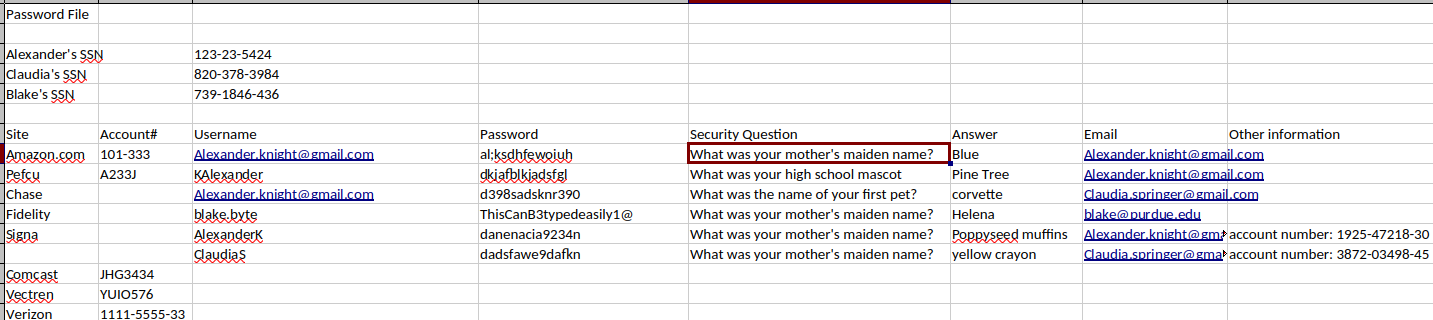 Password File
Alexander's SSN 123-23-5424
Claudia's SSN 820-378-3984
Blake's SSN 739-1846-436
Site Account# Username Password Security Question Answer Email Other information
Amazon.com 101-333 Alexander.knight@gmail.com al;ksdhfewoiuh What was your mother's maiden name? Blue Alexander.knight@gmail.com
Pefcu A233J KAlexander dkjafblkjadsfgl What was your high school mascot Pine Tree Alexander.knight@gmail.com
Chase Alexander.knight@gmail.com d398sadsknr390 What was the name of your first pet? corvette Claudia.springer@gmail.com
Fidelity blake.byte ThisCanB3typedeasily1@ What was your mother's maiden name? Helena blake@purdue.edu
Signa AlexanderK danenacia9234n What was your mother's maiden name? Poppyseed muffins Alexander.knight@gm account number: 1925-47218-30
ClaudiaS dadsfawe9dafkn What was your mother's maiden name? yellow crayon Claudia.springer@gma account number: 3872-03498-45
Comcast JHG3434
Vectren YUIO576
Verizon 1111-5555-33